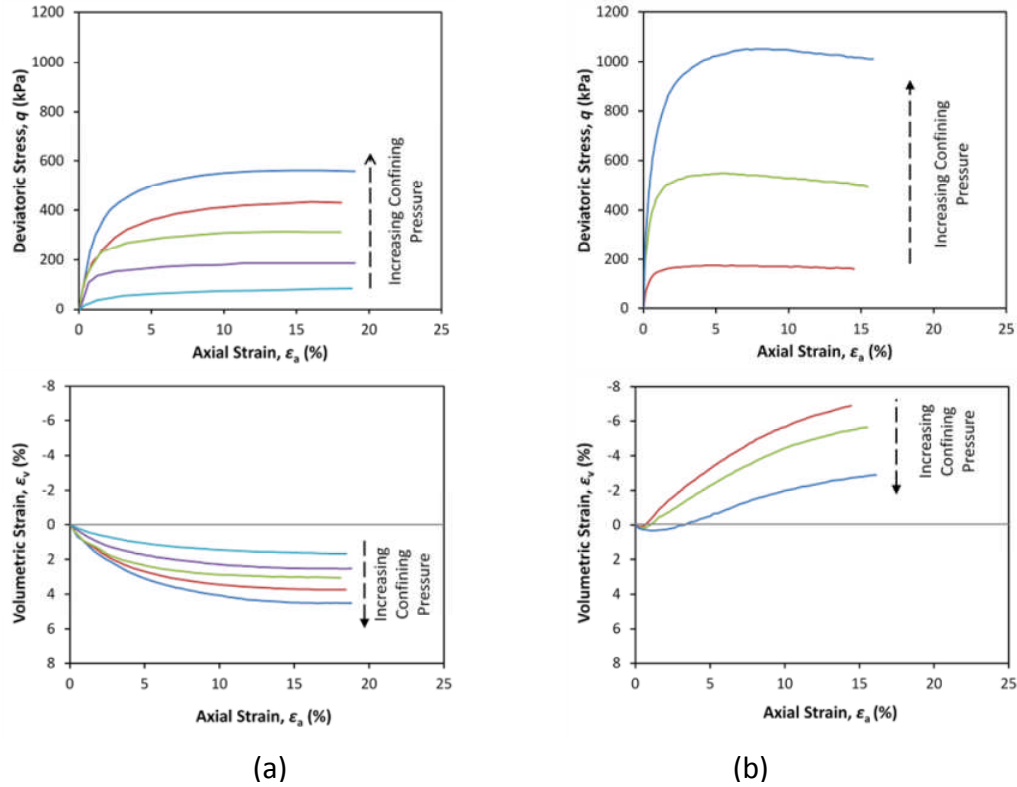 1200
1000
800
600
400
200
0
Deviatoric Stress, q (kPa)
0 5 10 15 20 25
Axial Strain, εa (%)
Increasing Confining
Pressure
1200
1000
800
600
400
200
0
Deviatoric Stress, q (kPa)
0 5 10 15 20 25
Axial Strain, εa (%)
Increasing Confining
Pressure
-8
-6
-4
-2
0
2
4
6
8
Volumetric Strain, εv (%)
0 5 10 15 20 25
Axial Strain, εa (%)
Increasing
Confining
Pressure
-8
-6
-4
-2
0
2
4
6
8
Volumetric Strain, εv (%)
0 5 10 15 20 25
Axial Strain, εa (%)
Increasing
Confining
Pressure
(a)
(b)